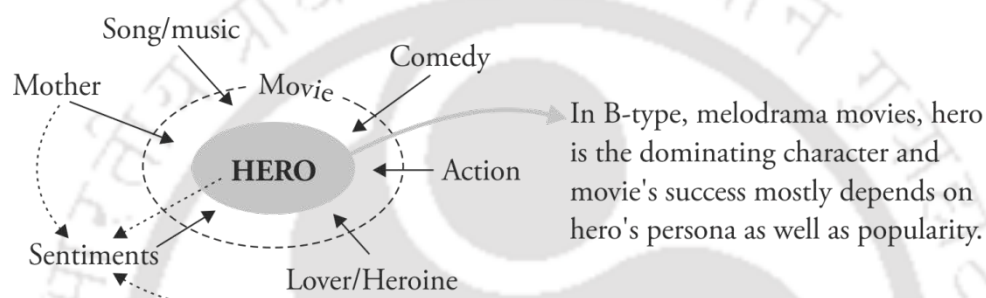 Song/music
Comedy
Mother
Movie
In B-type, melodrama movies, hero
is the dominating character and
movie's success mostly depends on
hero's persona as well as popularity.
HERO
Action
Sentiments
Lover/Heroine